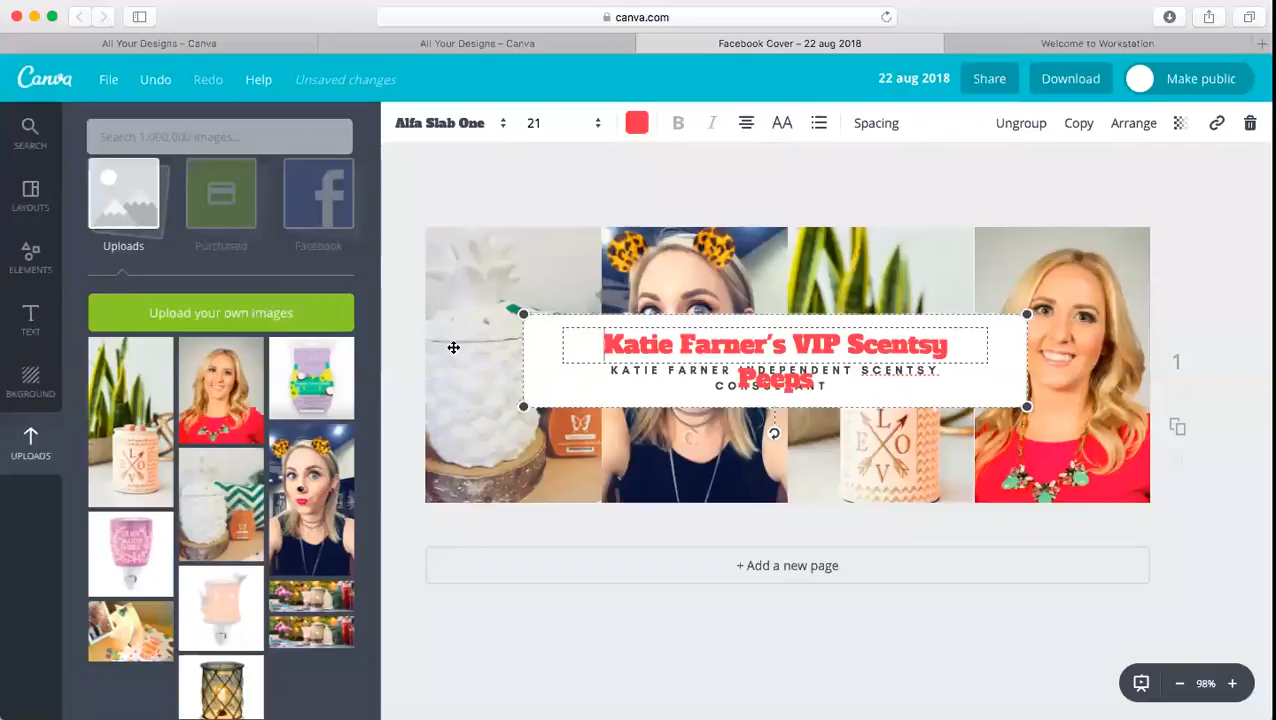 canva.com
All Your Designs – Canva
All Your Designs – Canva
Facebook Cover – 22 aug 2018
Welcome to Workstation
Canva
File
Undo
Redo
Help
Unsaved changes
22 aug 2018
Share
Download
Make public
SEARCH
LAYOUTS
ELEMENTS
TEXT
BKGROUND
UPLOADS
Search 1,000,000 images...
Uploads
Purchased
Facebook
Upload your own images
Alfa Slab One
21
B
I
AA
Spacing
Ungroup
Copy
Arrange
Katie Farner's VIP Scentsy
Peeps
KATIE FARNER INDEPENDENT SCENTSY
CONSULTANT
L O
V E
L O
V
1
+ Add a new page
98%